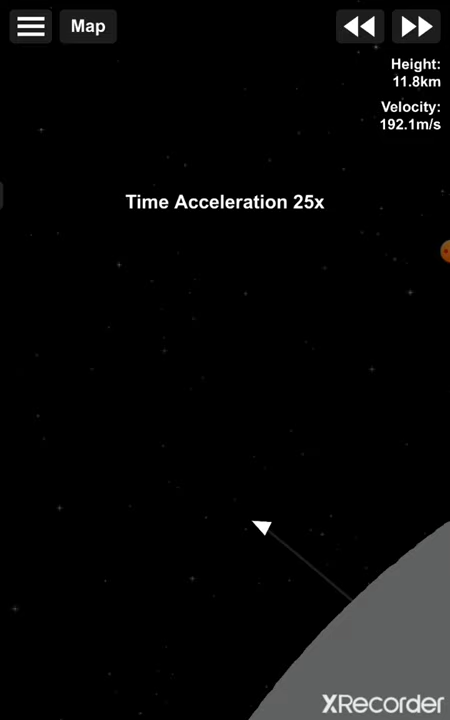 Map
Height:
11.8km
Velocity:
192.1m/s
Time Acceleration 25x
XRecorder